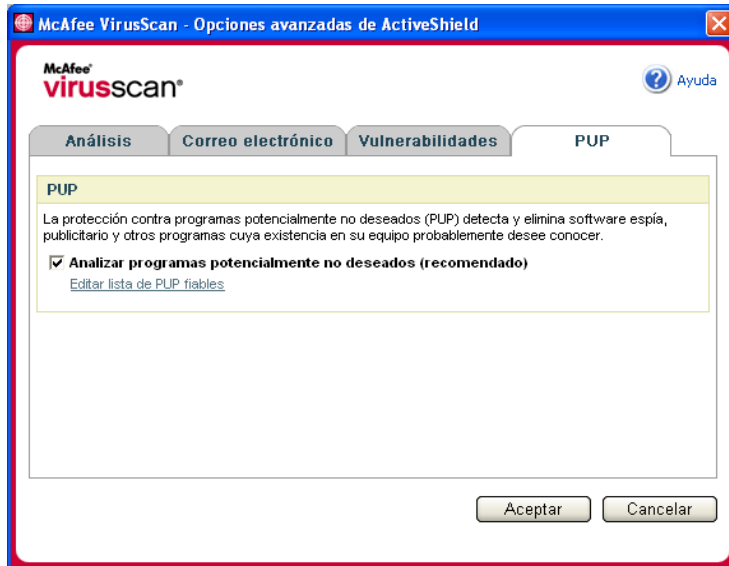 McAfee VirusScan - Opciones avanzadas de ActiveShield
McAfee®
virusscan®
Ayuda
Análisis
Correo electrónico
Vulnerabilidades
PUP
PUP
La protección contra programas potencialmente no deseados (PUP) detecta y elimina software espía,
publicitario y otros programas cuya existencia en su equipo probablemente desee conocer.
Analizar programas potencialmente no deseados (recomendado)
Editar lista de PUP fiables
Aceptar
Cancelar